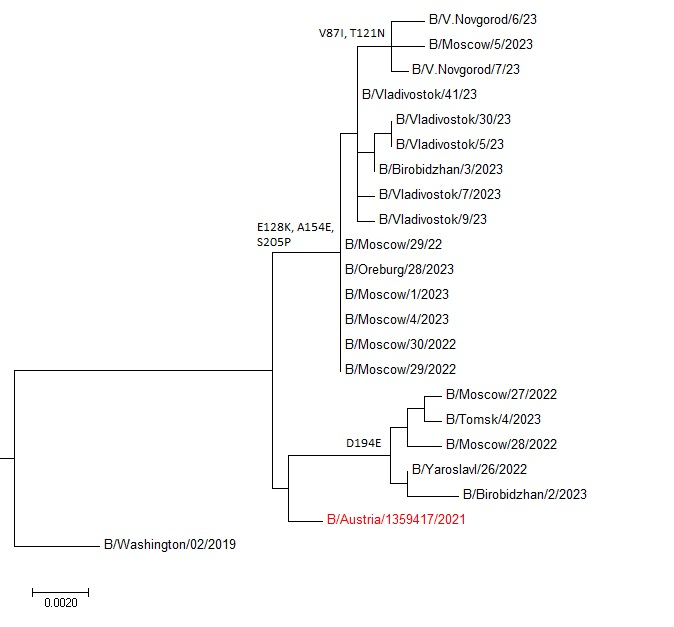 B/V.Novgorod/6/23
V87I, T121N
B/Moscow/5/2023
B/V.Novgorod/7/23
B/Vladivostok/41/23
B/Vladivostok/30/23
B/Vladivostok/5/23
B/Birobidzhan/3/2023
B/Vladivostok/7/2023
B/Vladivostok/9/23
E128K, A154E,
S205P
B/Moscow/29/22
B/Oreburg/28/2023
B/Moscow/1/2023
B/Moscow/4/2023
B/Moscow/30/2022
B/Moscow/29/2022
B/Moscow/27/2022
B/Tomsk/4/2023
D194E
B/Moscow/28/2022
B/Yaroslavl/26/2022
B/Birobidzhan/2/2023
B/Austria/1359417/2021
B/Washington/02/2019
0.0020